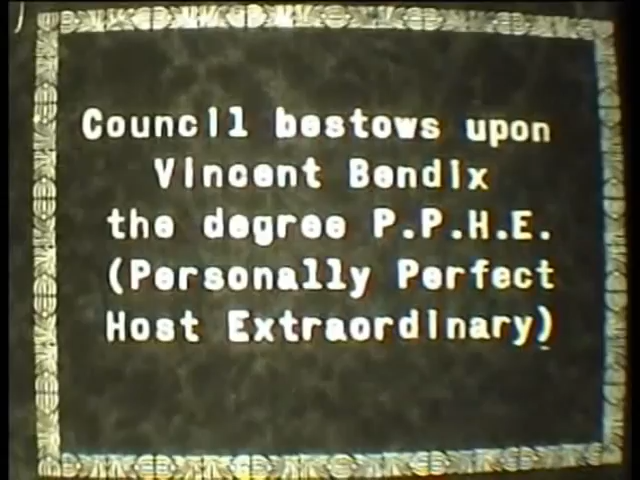 Council bestows upon
Vincent Bendix
the degree P.P.H.E.
(Personally Perfect
Host Extraordinary)